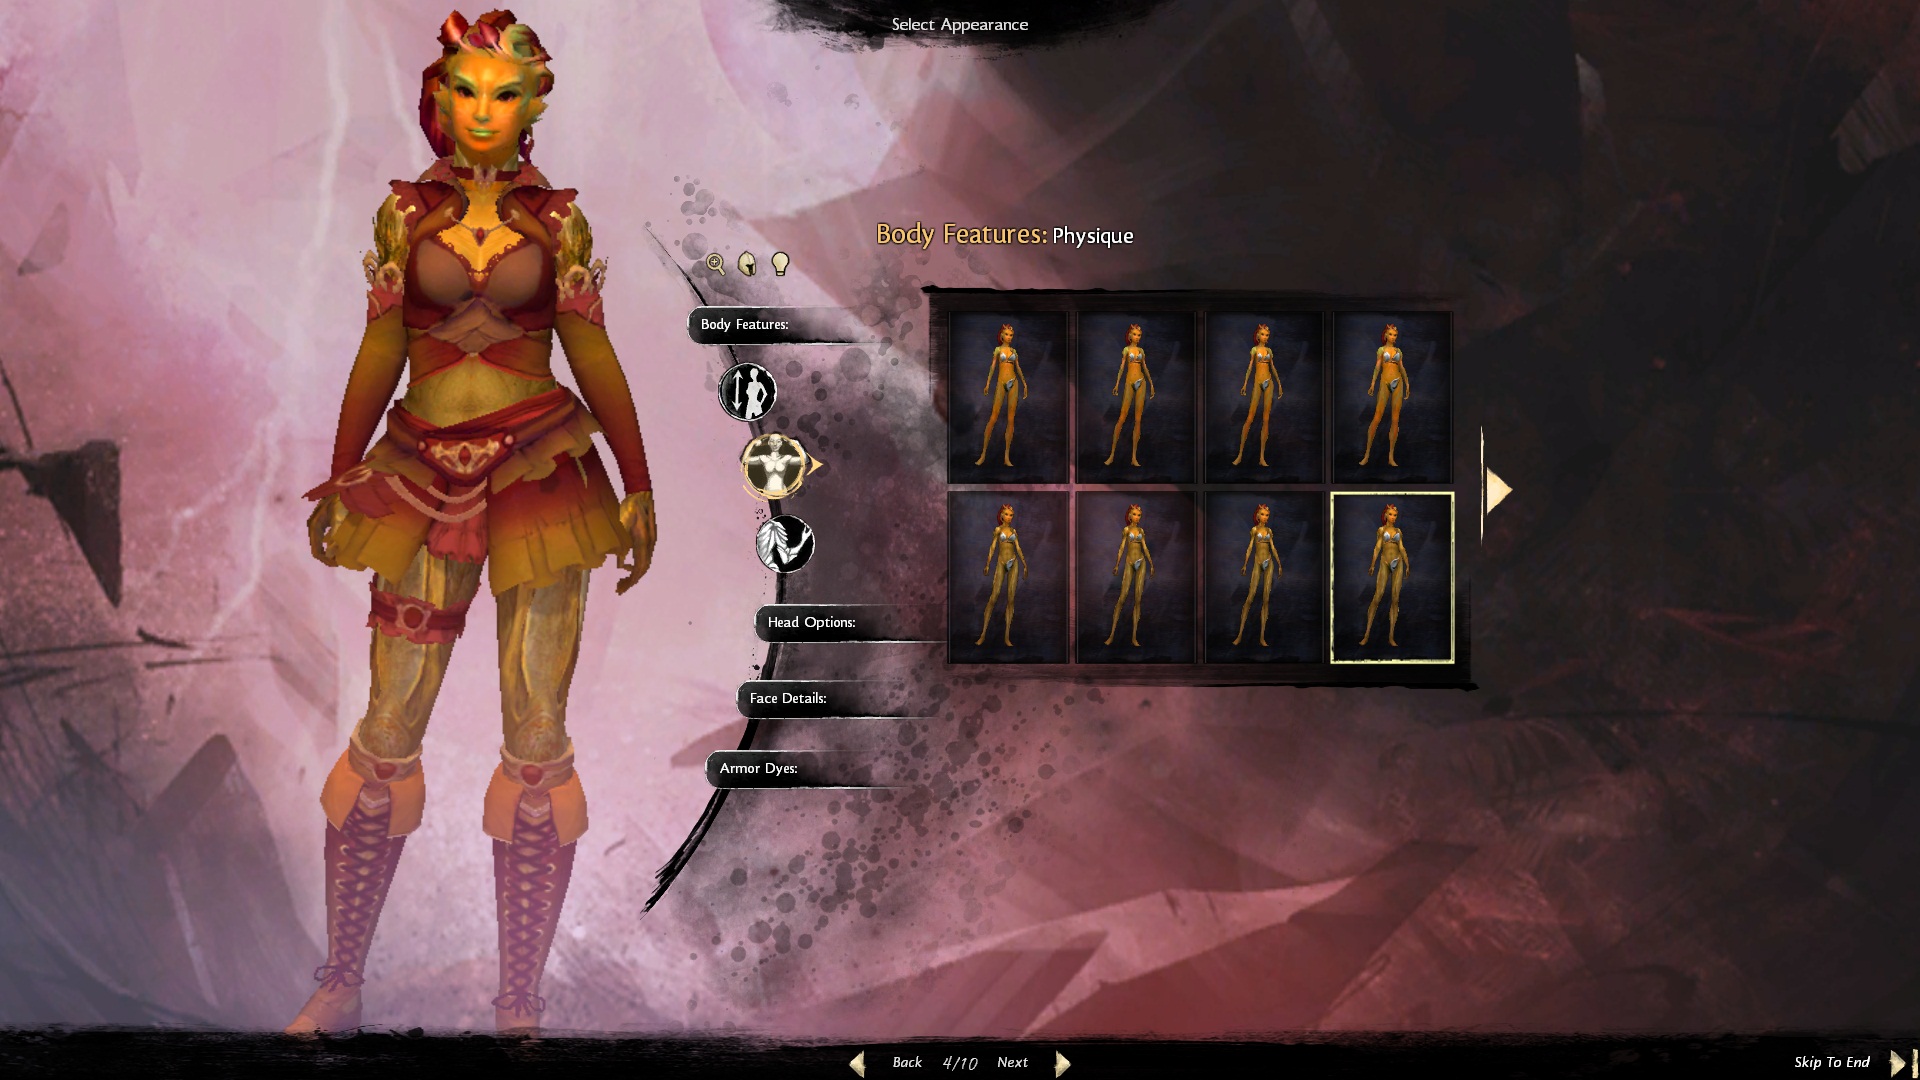 Select Appearance
Body Features: Physique
Body Features:
Head Options:
Face Details:
Armor Dyes:
Back 4/10 Next
Skip To End